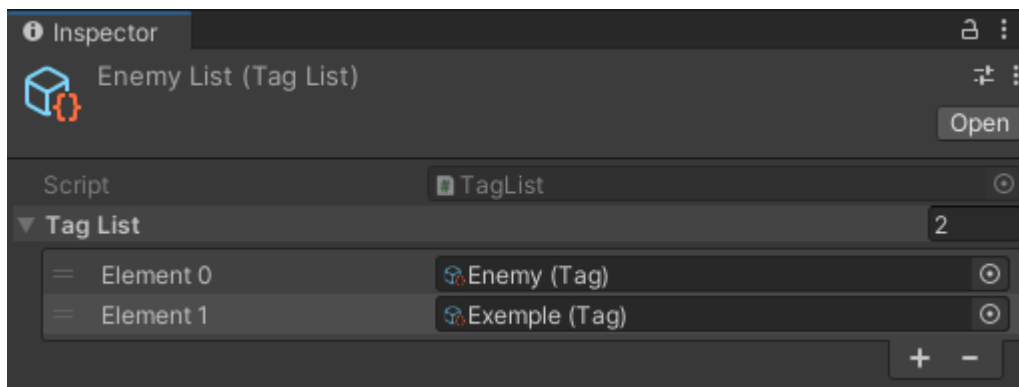 Inspector
Enemy List (Tag List)
Open
Script TagList
Tag List 2
Element 0 Enemy (Tag)
Element 1 Exemple (Tag)